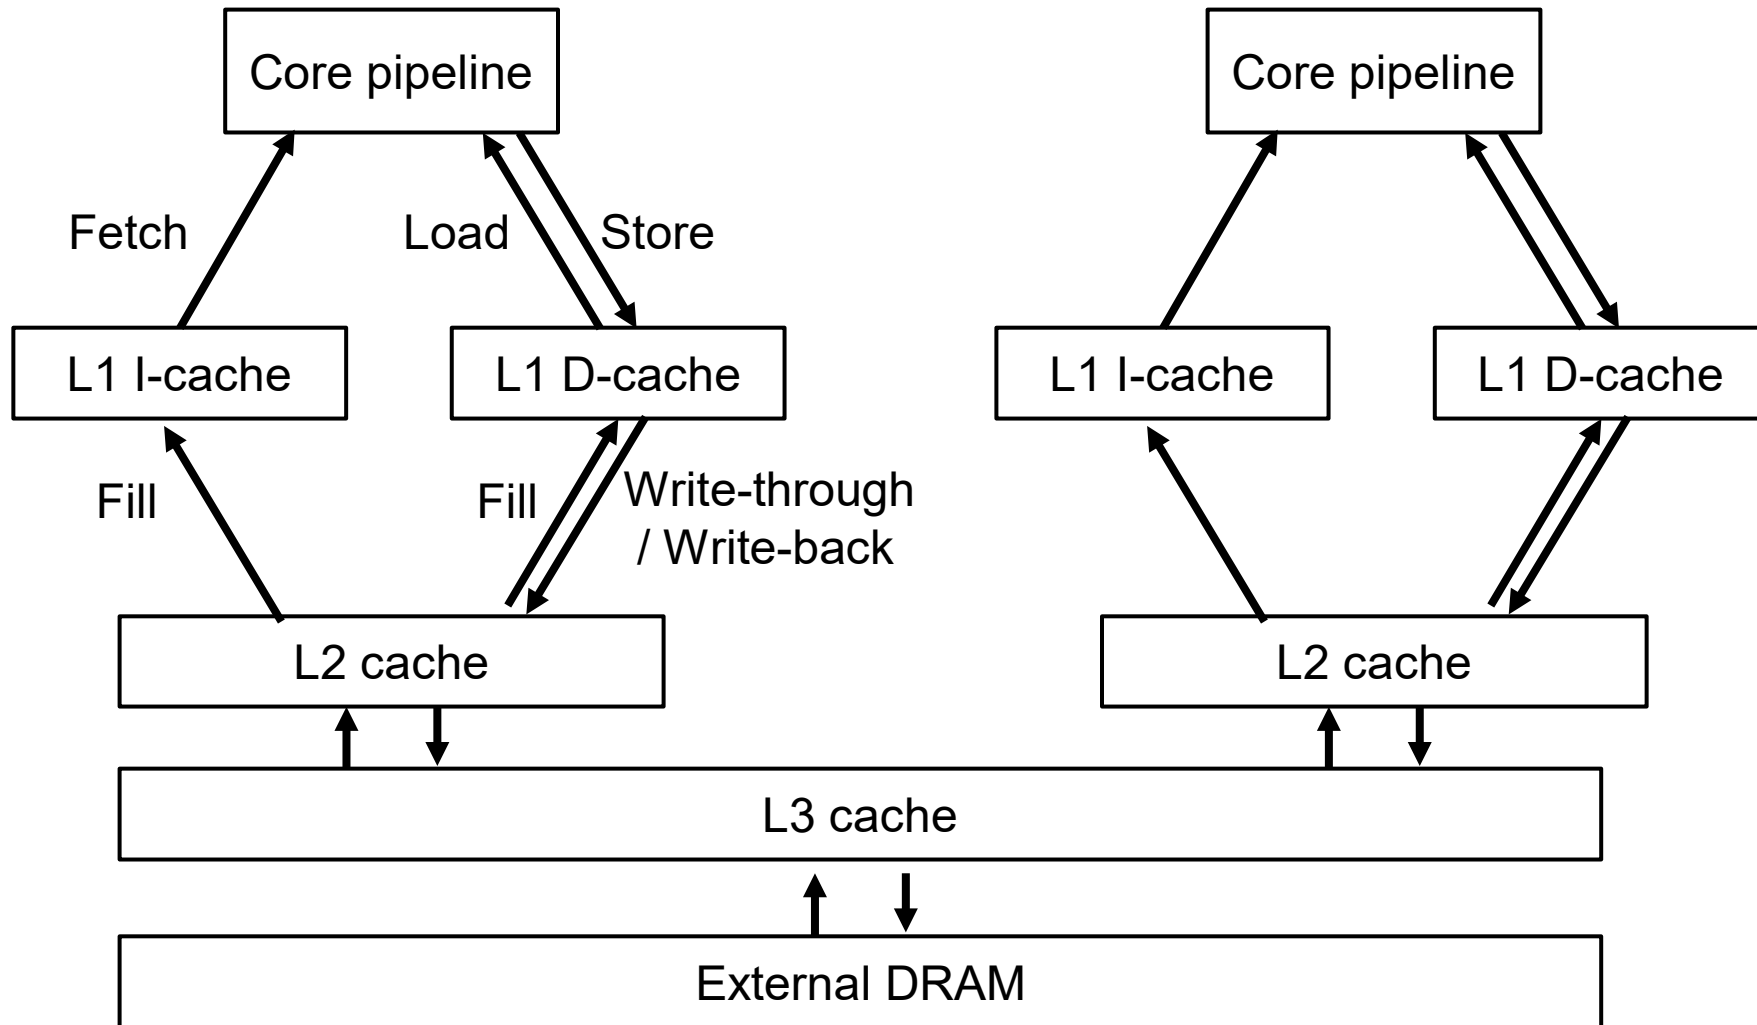 Core pipeline
Core pipeline
Fetch
Load
Store
L1 I-cache
L1 D-cache
L1 I-cache
L1 D-cache
Fill
Fill
Write-through
/ Write-back
L2 cache
L2 cache
L3 cache
External DRAM